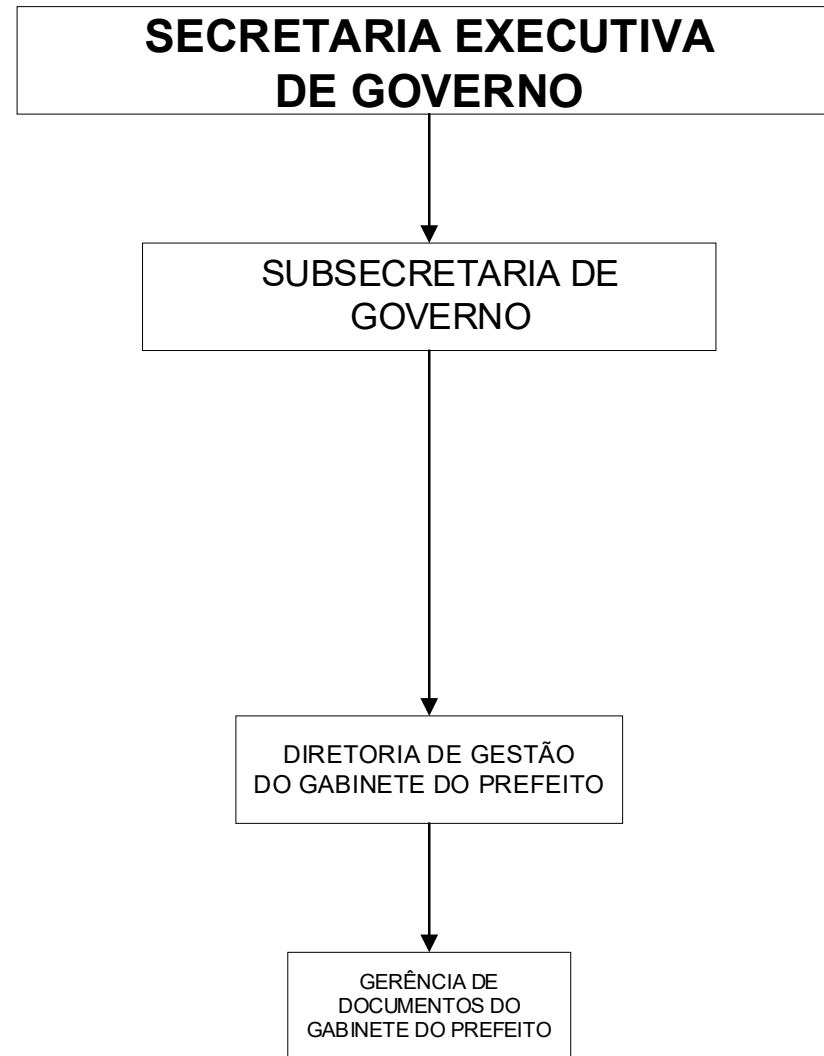 SECRETARIA EXECUTIVA
DE GOVERNO
SUBSECRETARIA DE
GOVERNO
DIRETORIA DE GESTÃO
DO GABINETE DO PREFEITO
GERÊNCIA DE
DOCUMENTOS DO
GABINETE DO PREFEITO